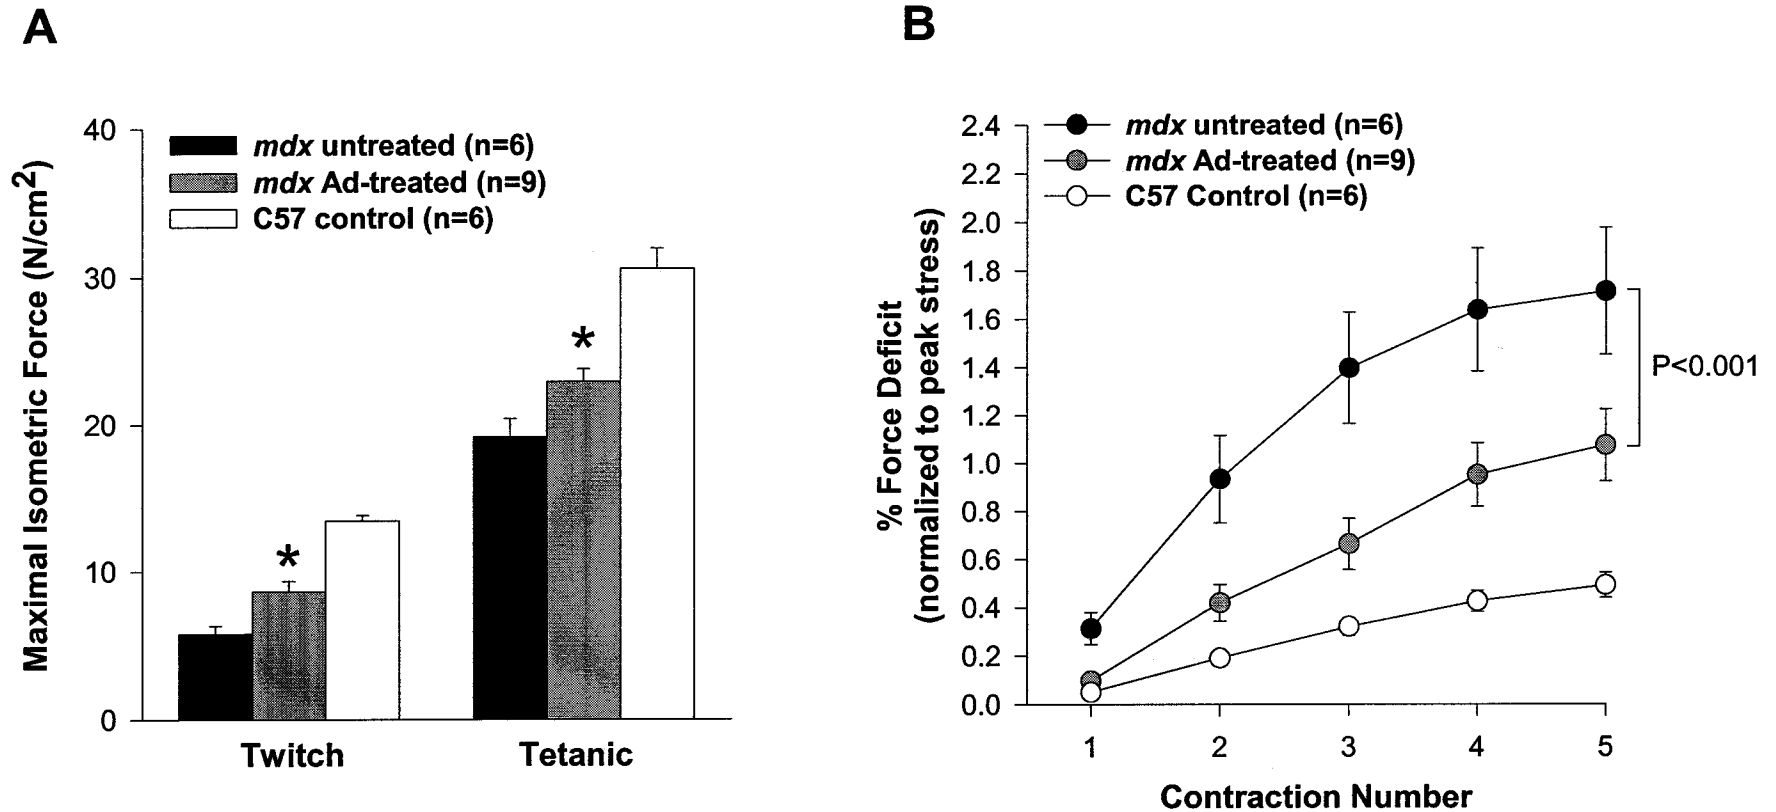 A
Maximal Isometric Force (N/cm2)
40
30
20
10
0
mdx untreated (n=6)
mdx Ad-treated (n=9)
C57 control (n=6)
*
*
Twitch
Tetanic
B
% Force Deficit
(normalized to peak stress)
2.4
2.2
2.0
1.8
1.6
1.4
1.2
1.0
0.8
0.6
0.4
0.2
0.0
mdx untreated (n=6)
mdx Ad-treated (n=9)
C57 Control (n=6)
P<0.001
1 2 3 4 5
Contraction Number